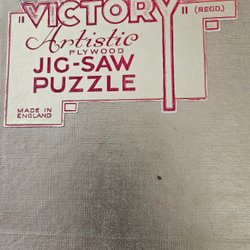 "VICTORY" (REGD.)
Artistic
PLYWOOD
JIG-SAW
PUZZLE
MADE IN
ENGLAND